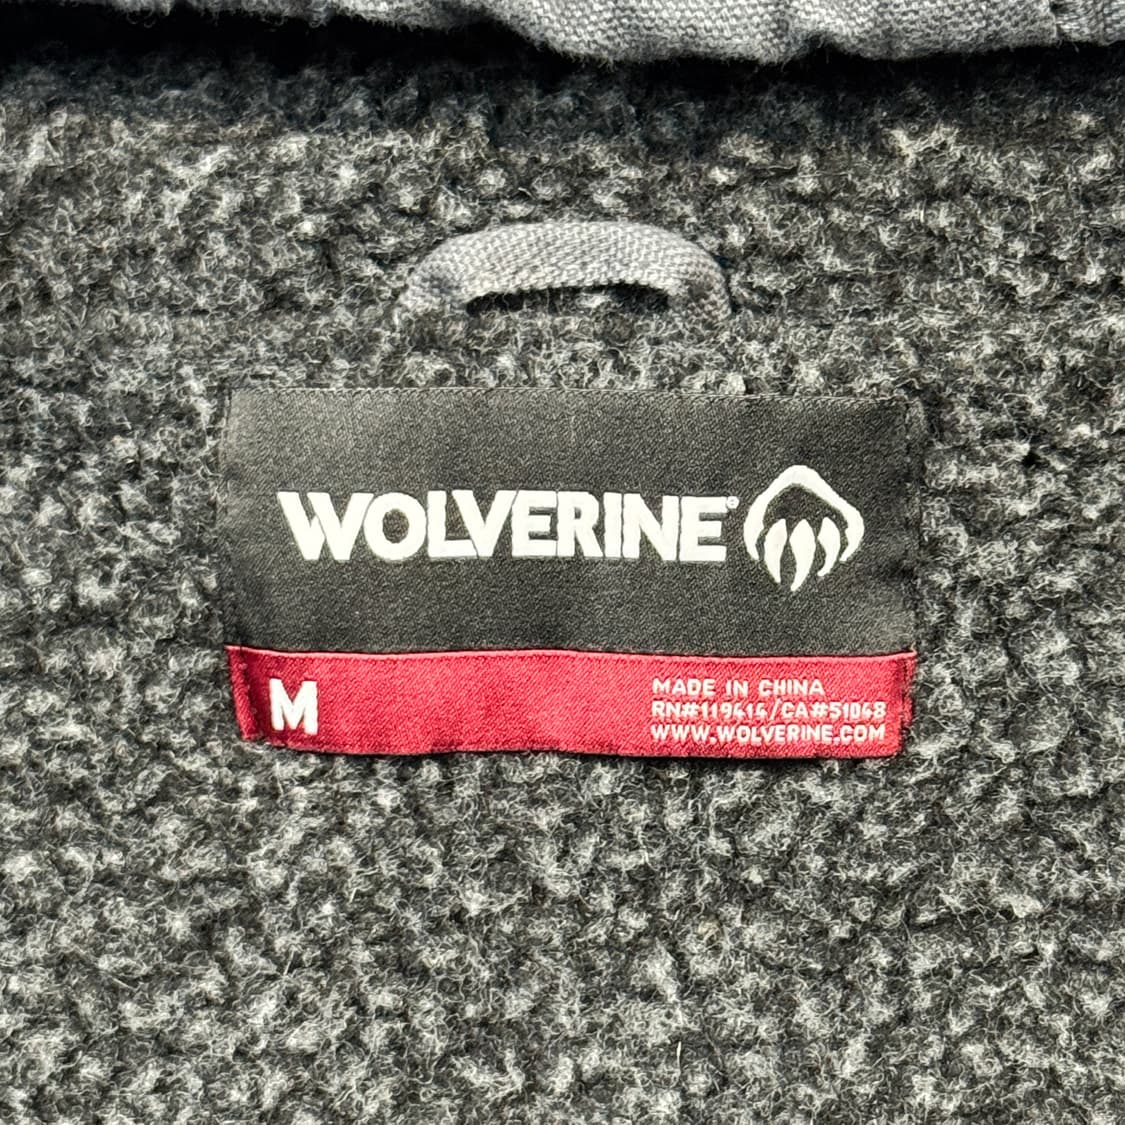 WOLVERINE®
M
MADE IN CHINA
RN#119414/CA#51048
WWW.WOLVERINE.COM